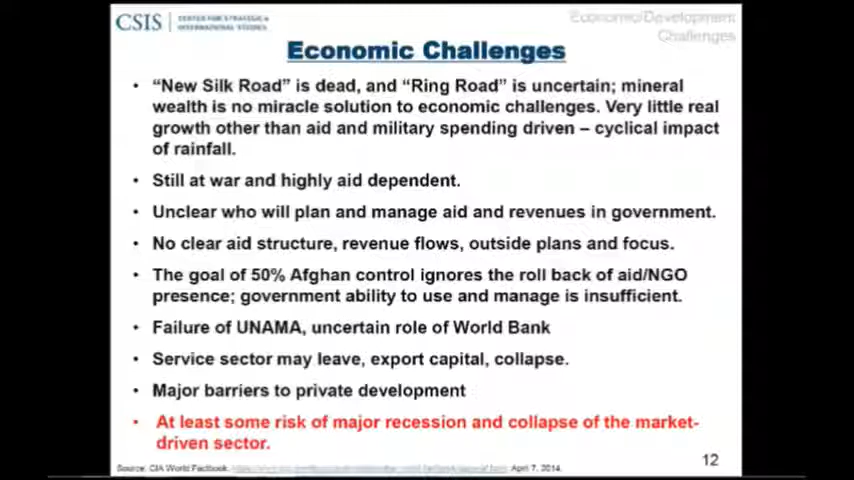 CSIS | CENTER FOR STRATEGIC &
INTERNATIONAL STUDIES
Economic/Development
Challenges
Economic Challenges
• “New Silk Road” is dead, and “Ring Road” is uncertain; mineral
wealth is no miracle solution to economic challenges. Very little real
growth other than aid and military spending driven – cyclical impact
of rainfall.
• Still at war and highly aid dependent.
• Unclear who will plan and manage aid and revenues in government.
• No clear aid structure, revenue flows, outside plans and focus.
• The goal of 50% Afghan control ignores the roll back of aid/NGO
presence; government ability to use and manage is insufficient.
• Failure of UNAMA, uncertain role of World Bank
• Service sector may leave, export capital, collapse.
• Major barriers to private development
• At least some risk of major recession and collapse of the market-
driven sector.
Source: CIA World Factbook, April 7, 2014.
12